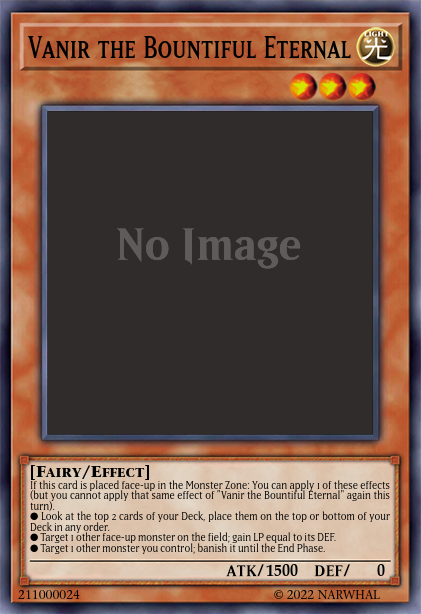 Vanir the Bountiful Eternal
LIGHT
光
No Image
[Fairy/Effect]
If this card is placed face-up in the Monster Zone: You can apply 1 of these effects
(but you cannot apply that same effect of "Vanir the Bountiful Eternal" again this
turn).
● Look at the top 2 cards of your Deck, place them on the top or bottom of your
Deck in any order.
● Target 1 other face-up monster on the field; gain LP equal to its DEF.
● Target 1 other monster you control; banish it until the End Phase.
ATK/1500 DEF/ 0
211000024 © 2022 NARWHAL